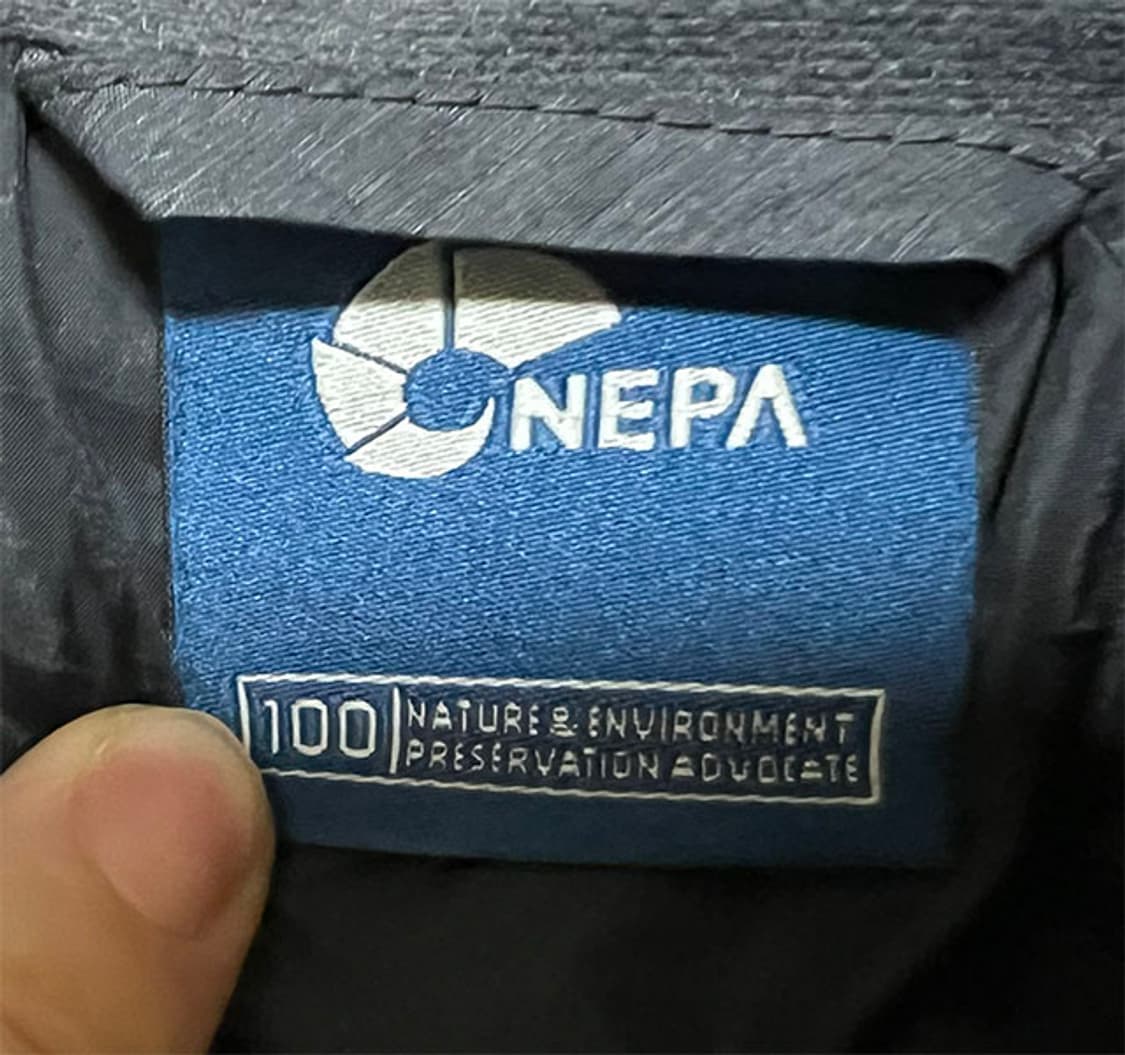 NEPA
100
NATURE & ENVIRONMENT
PRESERVATION ADVOCATE